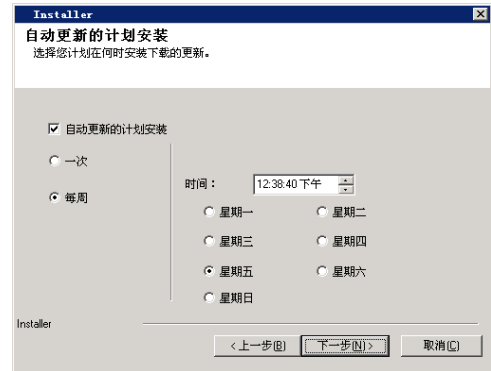 Installer
自动更新的计划安装
选择您计划在何时安装下载的更新。
自动更新的计划安装
一次
每周
时间： 12:38:40 下午
星期一 星期二
星期三 星期四
星期五 星期六
星期日
Installer
<上一步(B) 下一步(N)> 取消(C)